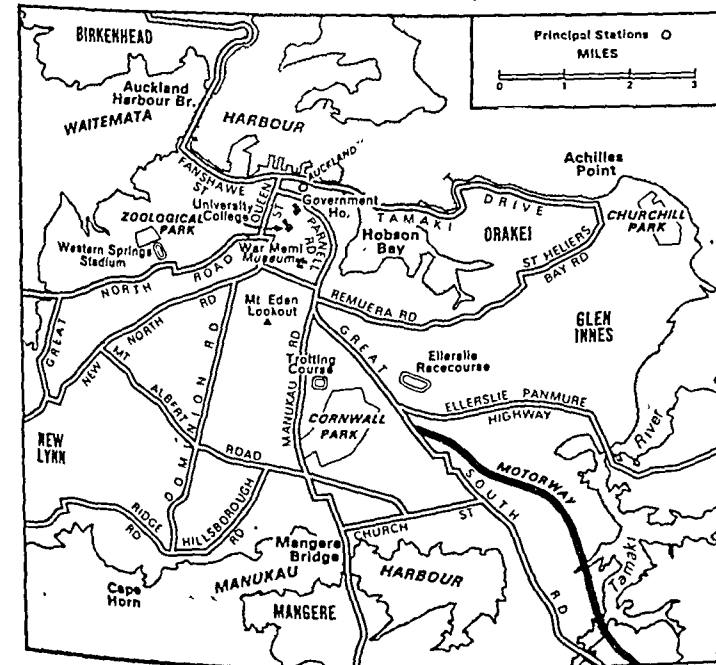 BIRKENHEAD
Principal Stations O
MILES
0 1 2 3
Auckland
Harbour Br.
WAITEMATA
HARBOUR
FANSHAWE
ST
AUCKLAND
Achilles
Point
University
College
QUEEN
ST
Government
Ho.
PARNELL
RD
TAMAKI
DRIVE
ZOOLOGICAL
PARK
Hobson
Bay
ORAKEI
CHURCHILL
PARK
Western Springs
Stadium
War Meml
Museum
ST HELIERS
BAY RD
GREAT
NORTH
ROAD
NEW
NORTH
RD
Mt Eden
Lookout
REMUERA RD
GLEN
INNES
GREAT
SOUTH
RD
Trotting
Course
Ellerslie
Racecourse
MT
ALBERT
ROAD
DOMINION RD
MANUKAU RD
CORNWALL
PARK
ELLERSLIE PANMURE
HIGHWAY
River
Tamaki
NEW
LYNN
MOTORWAY
RIDGE
RD
HILLSBOROUGH
RD
CHURCH
ST
Mangere
Bridge
Cape
Horn
MANUKAU
HARBOUR
MANGERE